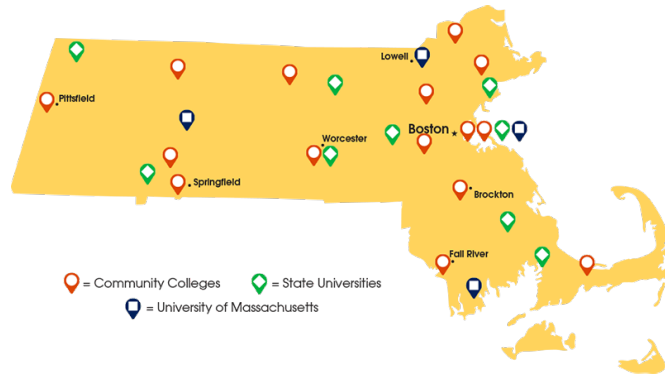 Lowell
Pittsfield
Boston
Worcester
Springfield
Brockton
Fall River
= Community Colleges
= State Universities
= University of Massachusetts